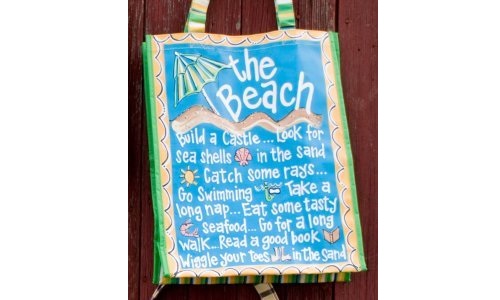 the
Beach
Build a Castle... Look for
sea shells in the sand
Catch some rays...
Go Swimming Take a
long nap... Eat some tasty
seafood... Go for a long
walk... Read a good book
Wiggle your toes in the sand